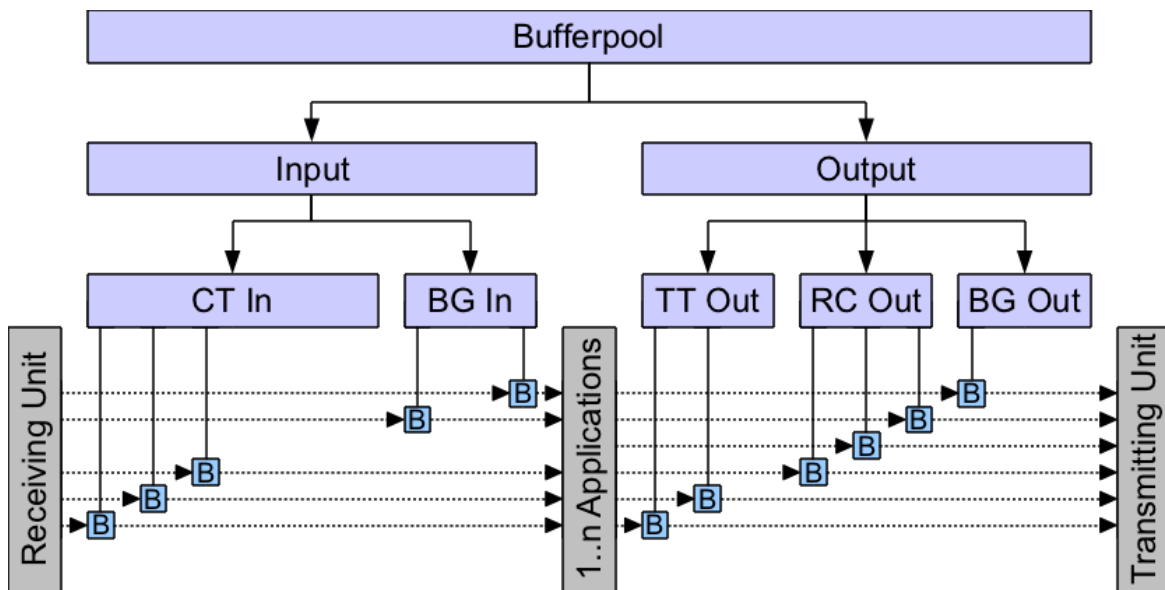 Bufferpool
Input
Output
CT In
BG In
TT Out
RC Out
BG Out
Receiving Unit
1..n Applications
Transmitting Unit
B
B
B
B
B
B
B
B
B
B
B